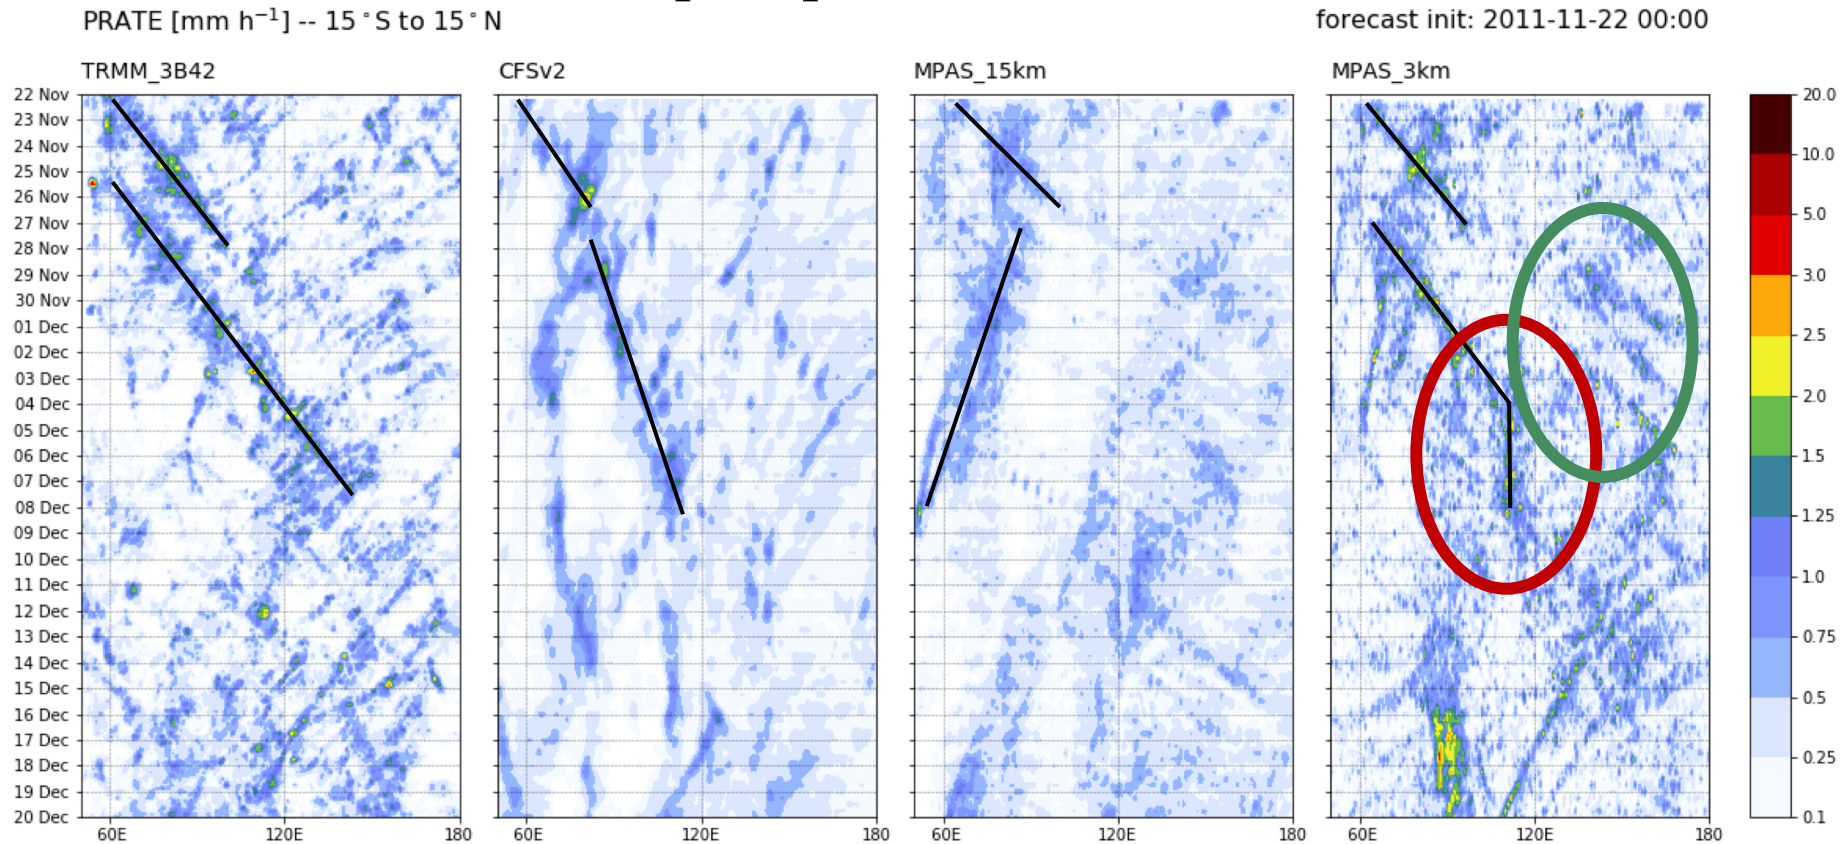 PRATE [mm h⁻¹] -- 15°S to 15°N
forecast init: 2011-11-22 00:00
TRMM_3B42
CFSv2
MPAS_15km
MPAS_3km
22 Nov
23 Nov
24 Nov
25 Nov
26 Nov
27 Nov
28 Nov
29 Nov
30 Nov
01 Dec
02 Dec
03 Dec
04 Dec
05 Dec
06 Dec
07 Dec
08 Dec
09 Dec
10 Dec
11 Dec
12 Dec
13 Dec
14 Dec
15 Dec
16 Dec
17 Dec
18 Dec
19 Dec
20 Dec
60E 120E 180
60E 120E 180
60E 120E 180
60E 120E 180
20.0
10.0
5.0
3.0
2.5
2.0
1.5
1.25
1.0
0.75
0.5
0.25
0.1